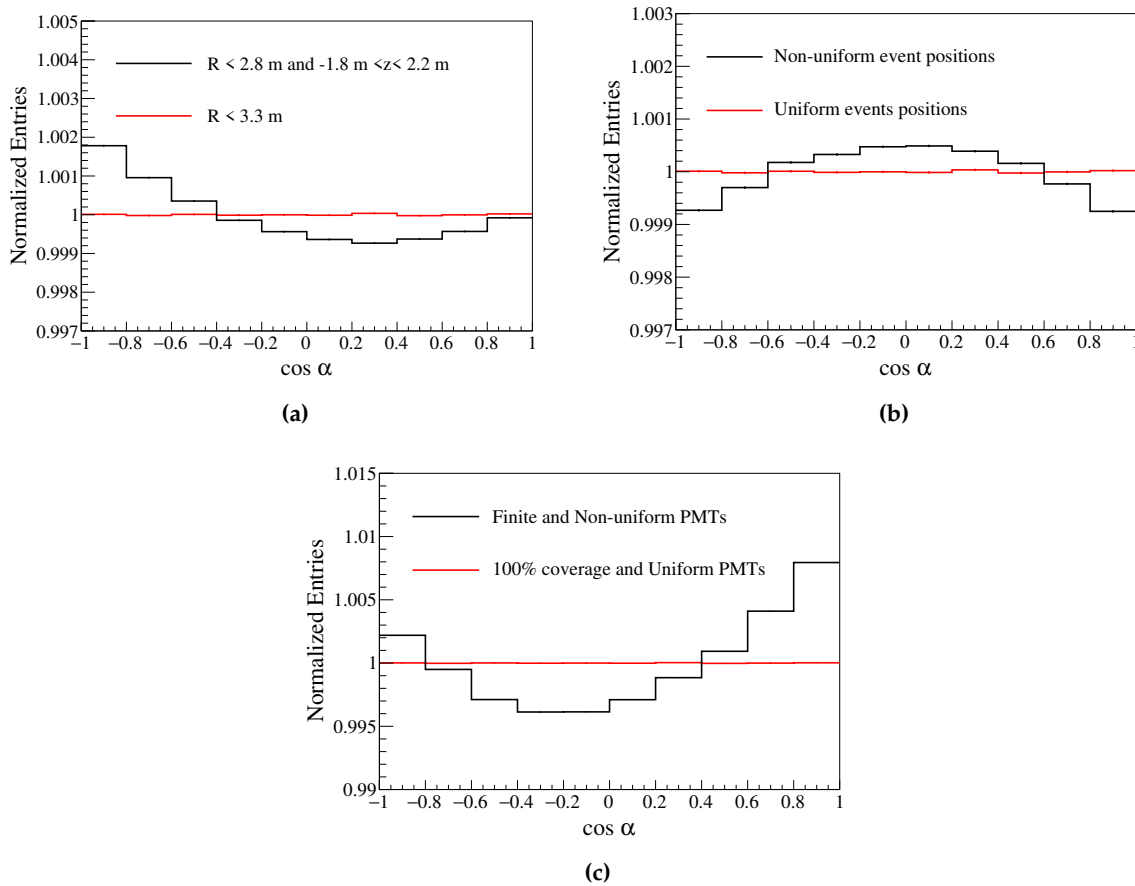 1.005
1.004
1.003
1.002
1.001
1
0.999
0.998
0.997
Normalized Entries
R < 2.8 m and -1.8 m <z< 2.2 m
R < 3.3 m
−1 −0.8 −0.6 −0.4 −0.2 0 0.2 0.4 0.6 0.8 1
cos α
(a)
1.003
1.002
1.001
1
0.999
0.998
0.997
Normalized Entries
Non-uniform event positions
Uniform events positions
−1 −0.8 −0.6 −0.4 −0.2 0 0.2 0.4 0.6 0.8 1
cos α
(b)
1.015
1.01
1.005
1
0.995
0.99
Normalized Entries
Finite and Non-uniform PMTs
100% coverage and Uniform PMTs
−1 −0.8 −0.6 −0.4 −0.2 0 0.2 0.4 0.6 0.8 1
cos α
(c)